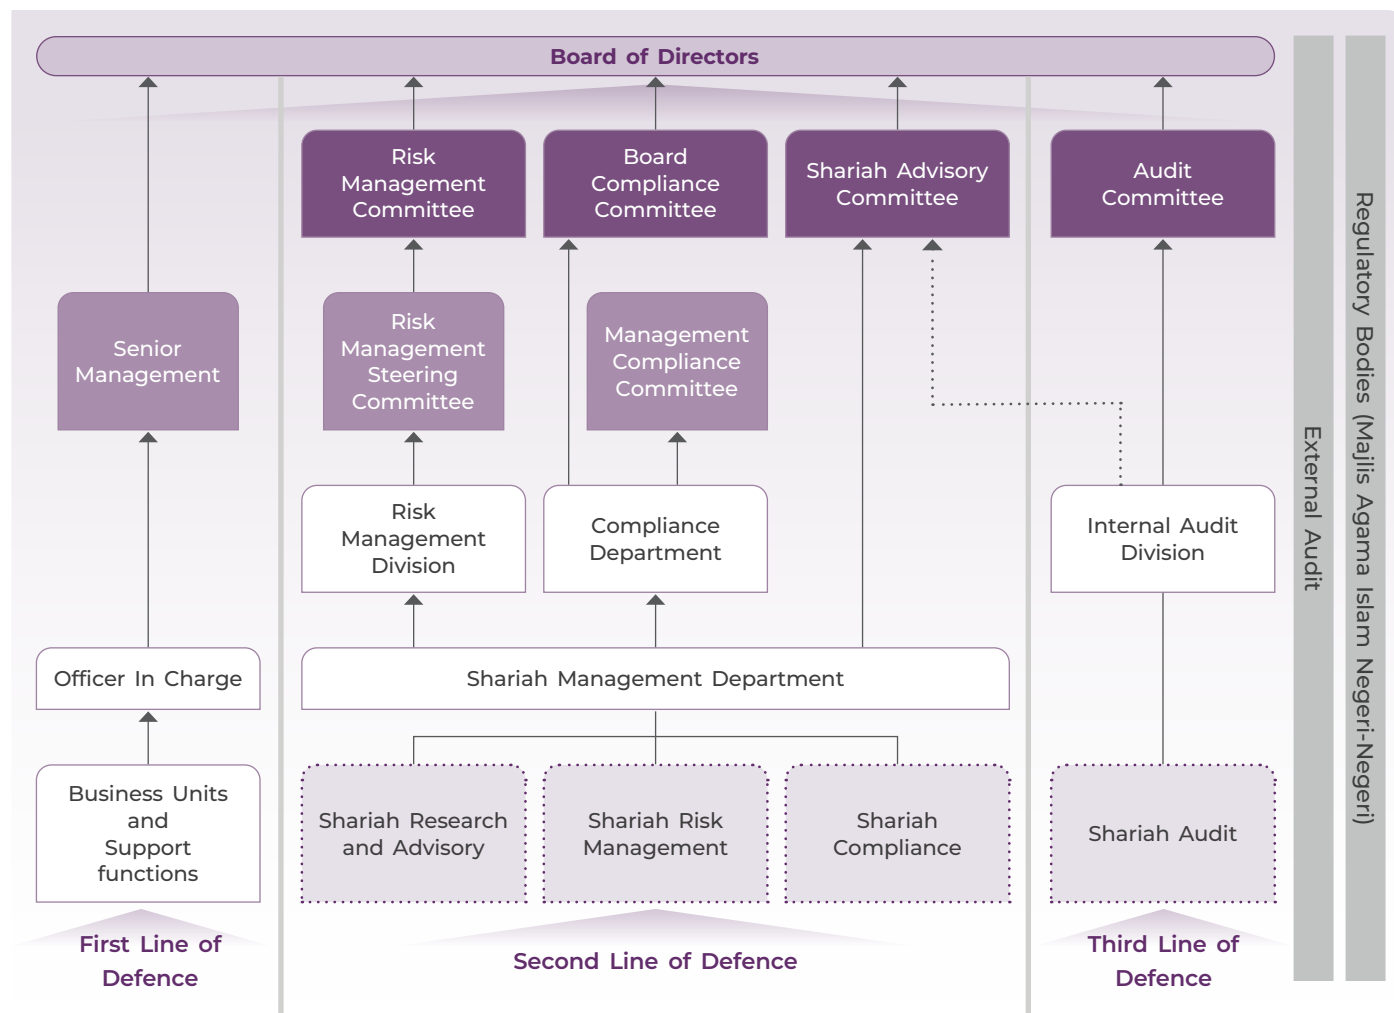 Board of Directors
Risk
Management
Committee
Board
Compliance
Committee
Shariah Advisory
Committee
Audit
Committee
Senior
Management
Risk
Management
Steering
Committee
Management
Compliance
Committee
Risk
Management
Division
Compliance
Department
Internal Audit
Division
Officer In Charge
Shariah Management Department
Business Units
and
Support
functions
Shariah Research
and Advisory
Shariah Risk
Management
Shariah
Compliance
Shariah Audit
First Line of
Defence
Second Line of Defence
Third Line of
Defence
External Audit
Regulatory Bodies (Majlis Agama Islam Negeri-Negeri)